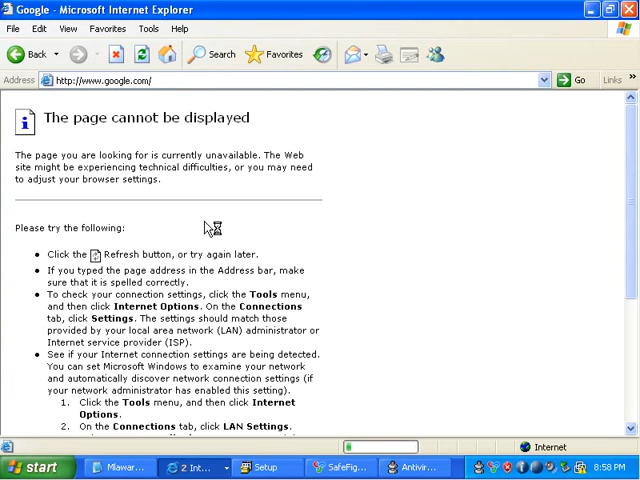 Google - Microsoft Internet Explorer
File Edit View Favorites Tools Help
Back Search Favorites
Address http://www.google.com/ Go Links »
The page cannot be displayed
The page you are looking for is currently unavailable. The Web
site might be experiencing technical difficulties, or you may need
to adjust your browser settings.
Please try the following:
Click the Refresh button, or try again later.
If you typed the page address in the Address bar, make
sure that it is spelled correctly.
To check your connection settings, click the Tools menu,
and then click Internet Options. On the Connections
tab, click Settings. The settings should match those
provided by your local area network (LAN) administrator or
Internet service provider (ISP).
See if your Internet connection settings are being detected.
You can set Microsoft Windows to examine your network
and automatically discover network connection settings (if
your network administrator has enabled this setting).
1. Click the Tools menu, and then click Internet
Options.
2. On the Connections tab, click LAN Settings.
Internet
start Mlawar... 2 Int... Setup SafeFig... Antivir... 8:58 PM